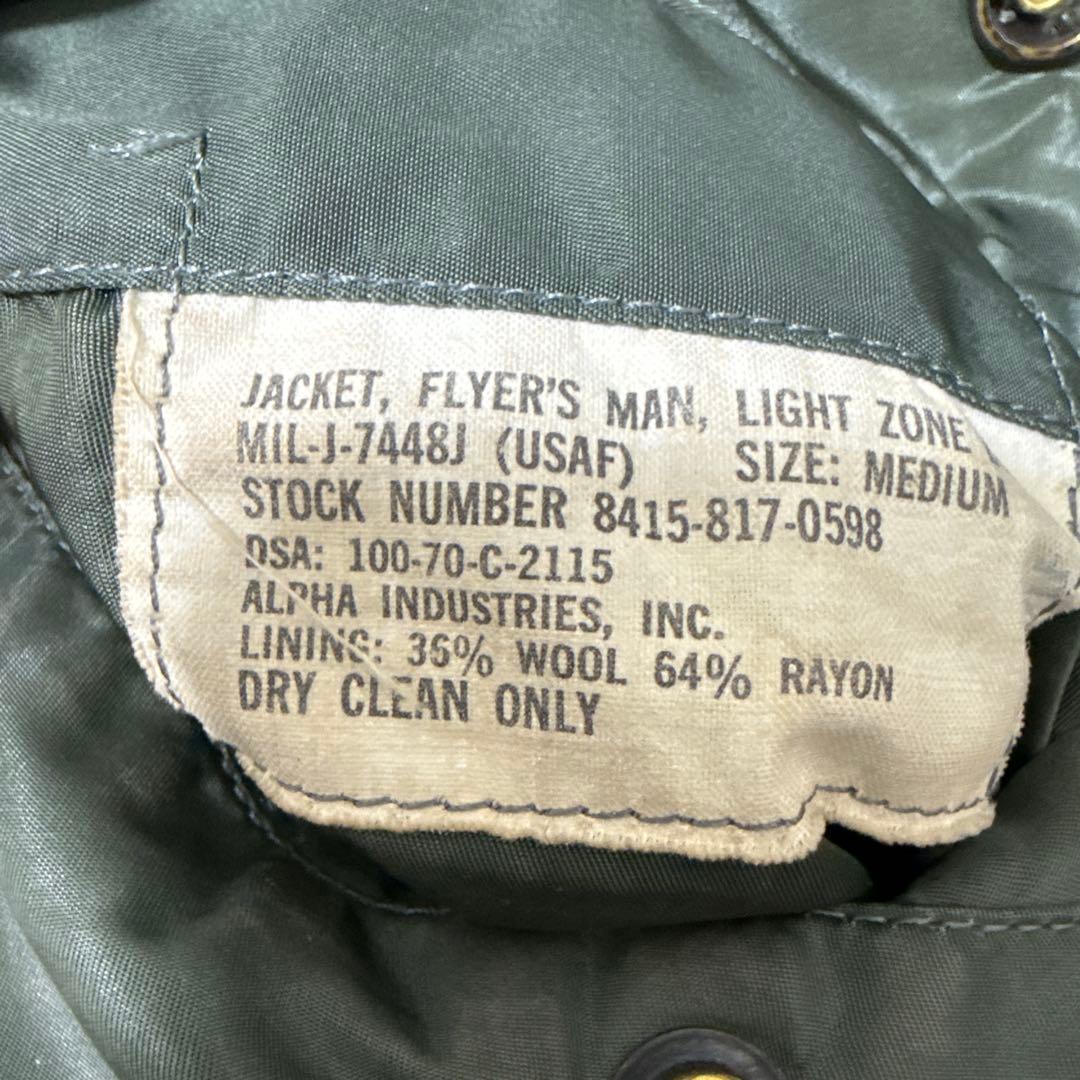 JACKET, FLYER'S MAN, LIGHT ZONE
MIL-J-7448J (USAF) SIZE: MEDIUM
STOCK NUMBER 8415-817-0598
DSA: 100-70-C-2115
ALPHA INDUSTRIES, INC.
LINING: 36% WOOL 64% RAYON
DRY CLEAN ONLY